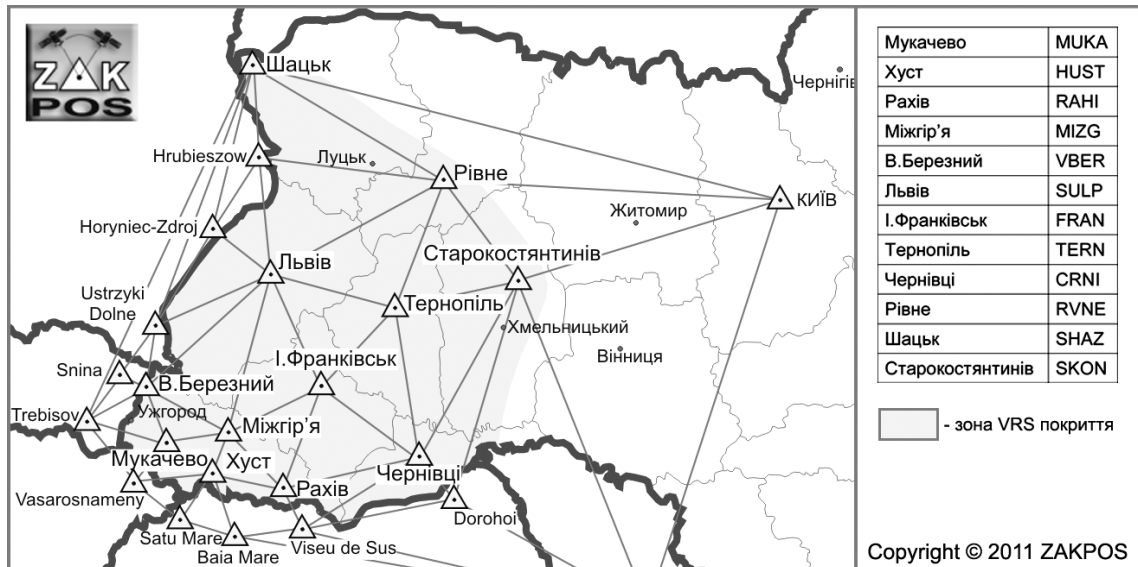 ZAK
POS
Шацьк
Чернігів
Hrubieszow
Луцьк
Рівне
КИЇВ
Житомир
Horyniec-Zdroj
Львів
Старокостянтинів
Ustrzyki
Dolne
Тернопіль
Хмельницький
Вінниця
І.Франківськ
Snina
В.Березний
Trebisov
Ужгород
Міжгір’я
Мукачево
Хуст
Чернівці
Рахів
Vasarosnameny
Dorohoi
Satu Mare
Baia Mare
Viseu de Sus
Мукачево MUKA
Хуст HUST
Рахів RAHI
Міжгір’я MIZG
В.Березний VBER
Львів SULP
І.Франківськ FRAN
Тернопіль TERN
Чернівці CRNI
Рівне RVNE
Шацьк SHAZ
Старокостянтинів SKON
- зона VRS покриття
Copyright © 2011 ZAKPOS